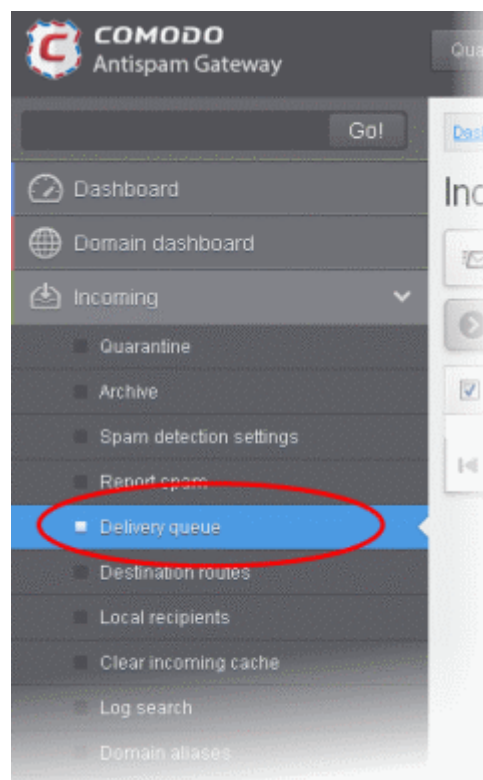 COMODO
Antispam Gateway
Go!
Dashboard
Domain dashboard
Incoming
Quarantine
Archive
Spam detection settings
Report spam
Delivery queue
Destination routes
Local recipients
Clear incoming cache
Log search
Domain aliases